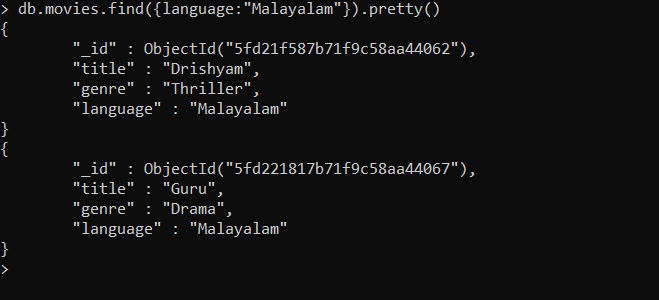 > db.movies.find({language:"Malayalam"}).pretty()
{
        "_id" : ObjectId("5fd21f587b71f9c58aa44062"),
        "title" : "Drishyam",
        "genre" : "Thriller",
        "language" : "Malayalam"
}
{
        "_id" : ObjectId("5fd221817b71f9c58aa44067"),
        "title" : "Guru",
        "genre" : "Drama",
        "language" : "Malayalam"
}
>